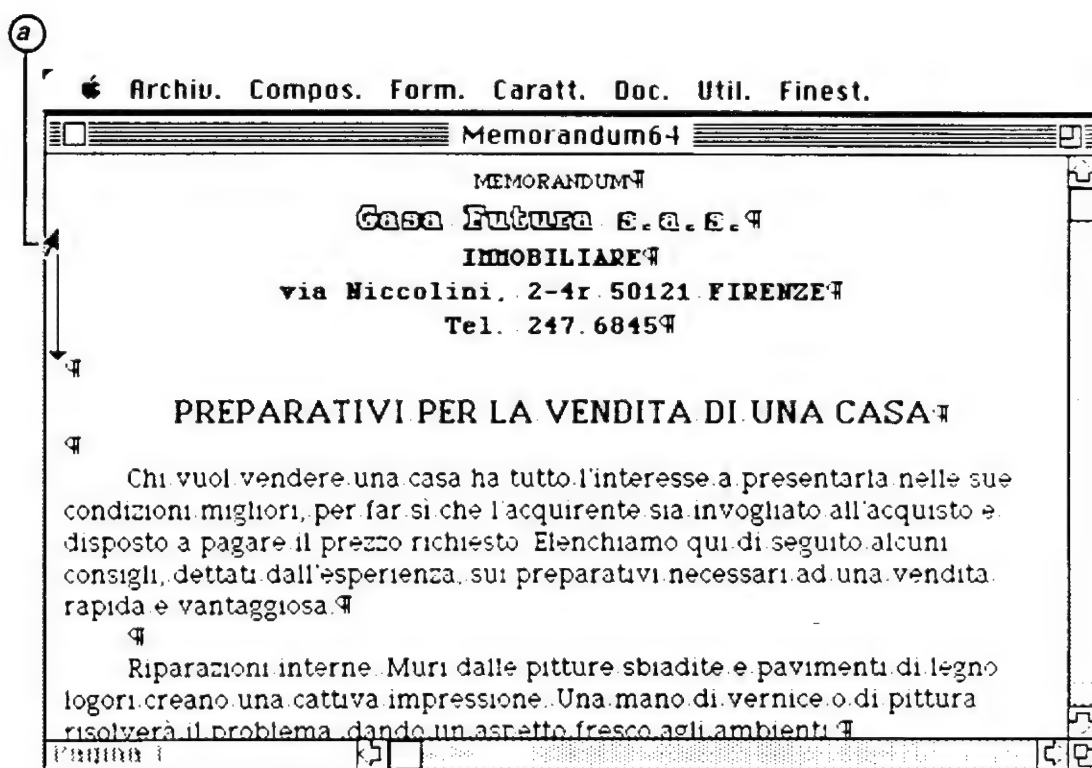 a
Archiv. Compos. Form. Caratt. Doc. Util. Finest.
Memorandum64
MEMORANDUM¶
Casa Futura s.a.s.¶
IMMOBILIARE¶
via Niccolini, 2-4r 50121 FIRENZE¶
Tel. 247.6845¶
¶
PREPARATIVI PER LA VENDITA DI UNA CASA¶
¶
Chi vuol vendere una casa ha tutto l'interesse a presentarla nelle sue
condizioni migliori, per far sì che l'acquirente sia invogliato all'acquisto e
disposto a pagare il prezzo richiesto. Elenchiamo qui di seguito alcuni
consigli, dettati dall'esperienza, sui preparativi necessari ad una vendita
rapida e vantaggiosa.¶
¶
Riparazioni interne. Muri dalle pitture sbiadite e pavimenti di legno
logori creano una cattiva impressione. Una mano di vernice o di pittura
risolverà il problema, dando un aspetto fresco agli ambienti.¶
Pagina 1